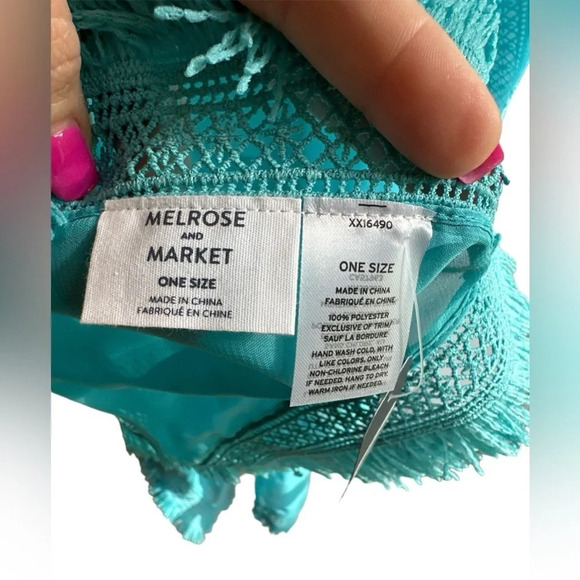 MELROSE
AND
MARKET
ONE SIZE
MADE IN CHINA
FABRIQUÉ EN CHINE
XX16490
ONE SIZE
MADE IN CHINA
FABRIQUÉ EN CHINE
100% POLYESTER
EXCLUSIVE OF TRIM/
SAUF LA BORDURE
HAND WASH COLD, WITH
LIKE COLORS. ONLY
NON-CHLORINE BLEACH
IF NEEDED. HANG TO DRY.
WARM IRON IF NEEDED.